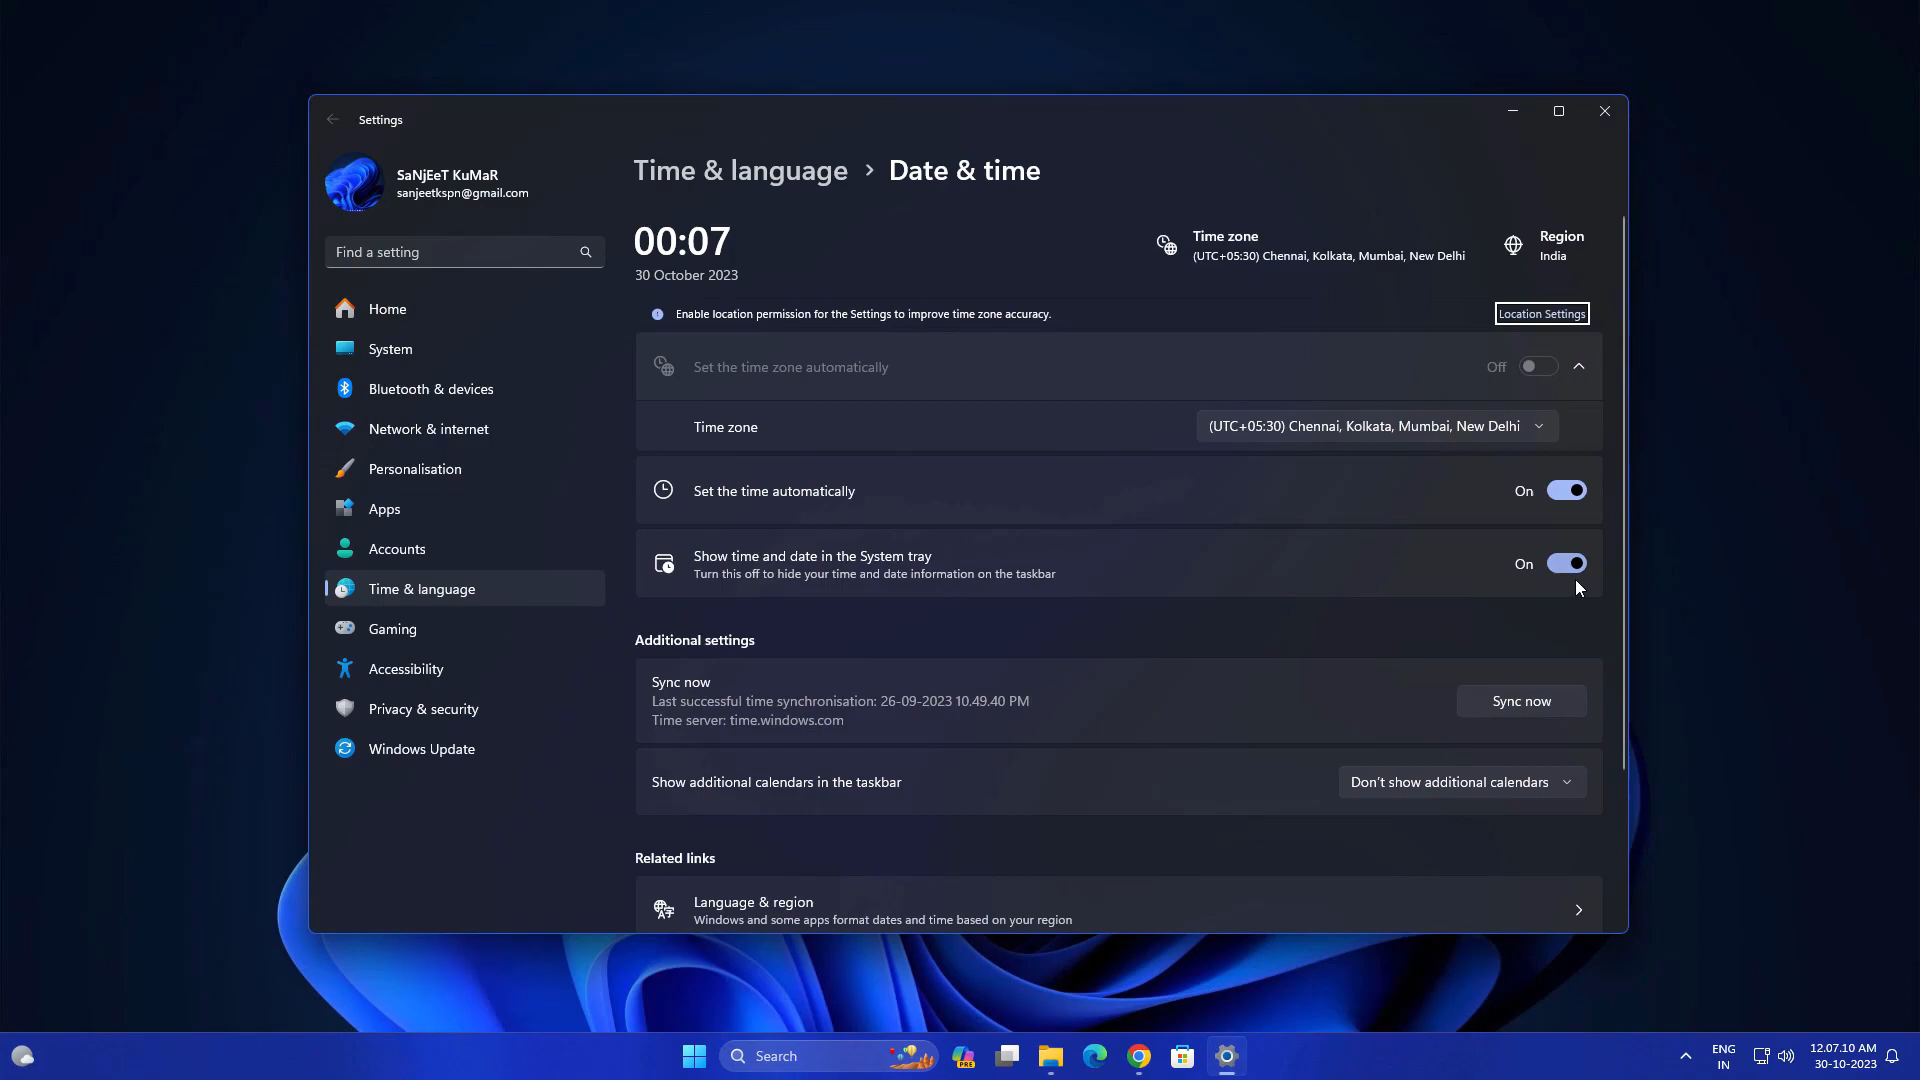 Settings
SaNjEeT KuMaR
sanjeetkspn@gmail.com
Find a setting
Home
System
Bluetooth & devices
Network & internet
Personalisation
Apps
Accounts
Time & language
Gaming
Accessibility
Privacy & security
Windows Update
Time & language > Date & time
00:07
30 October 2023
Time zone
(UTC+05:30) Chennai, Kolkata, Mumbai, New Delhi
Region
India
Enable location permission for the Settings to improve time zone accuracy.
Location Settings
Set the time zone automatically
Off
Time zone
(UTC+05:30) Chennai, Kolkata, Mumbai, New Delhi
Set the time automatically
On
Show time and date in the System tray
Turn this off to hide your time and date information on the taskbar
On
Additional settings
Sync now
Last successful time synchronisation: 26-09-2023 10.49.40 PM
Time server: time.windows.com
Sync now
Show additional calendars in the taskbar
Don't show additional calendars
Related links
Language & region
Windows and some apps format dates and time based on your region
Search
PRE
ENG
IN
12.07.10 AM
30-10-2023